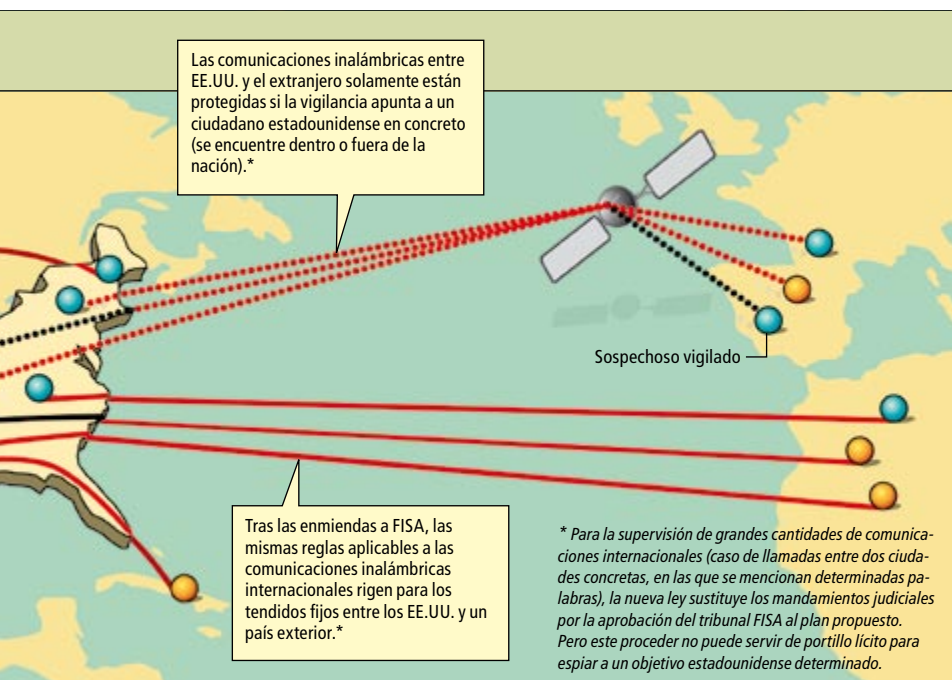 Las comunicaciones inalámbricas entre
EE.UU. y el extranjero solamente están
protegidas si la vigilancia apunta a un
ciudadano estadounidense en concreto
(se encuentre dentro o fuera de la
nación).*
Sospechoso vigilado
Tras las enmiendas a FISA, las
mismas reglas aplicables a las
comunicaciones inalámbricas
internacionales rigen para los
tendidos fijos entre los EE.UU. y un
país exterior.*
* Para la supervisión de grandes cantidades de comunica-
ciones internacionales (caso de llamadas entre dos ciuda-
des concretas, en las que se mencionan determinadas pa-
labras), la nueva ley sustituye los mandamientos judiciales
por la aprobación del tribunal FISA al plan propuesto.
Pero este proceder no puede servir de portillo lícito para
espiar a un objetivo estadounidense determinado.